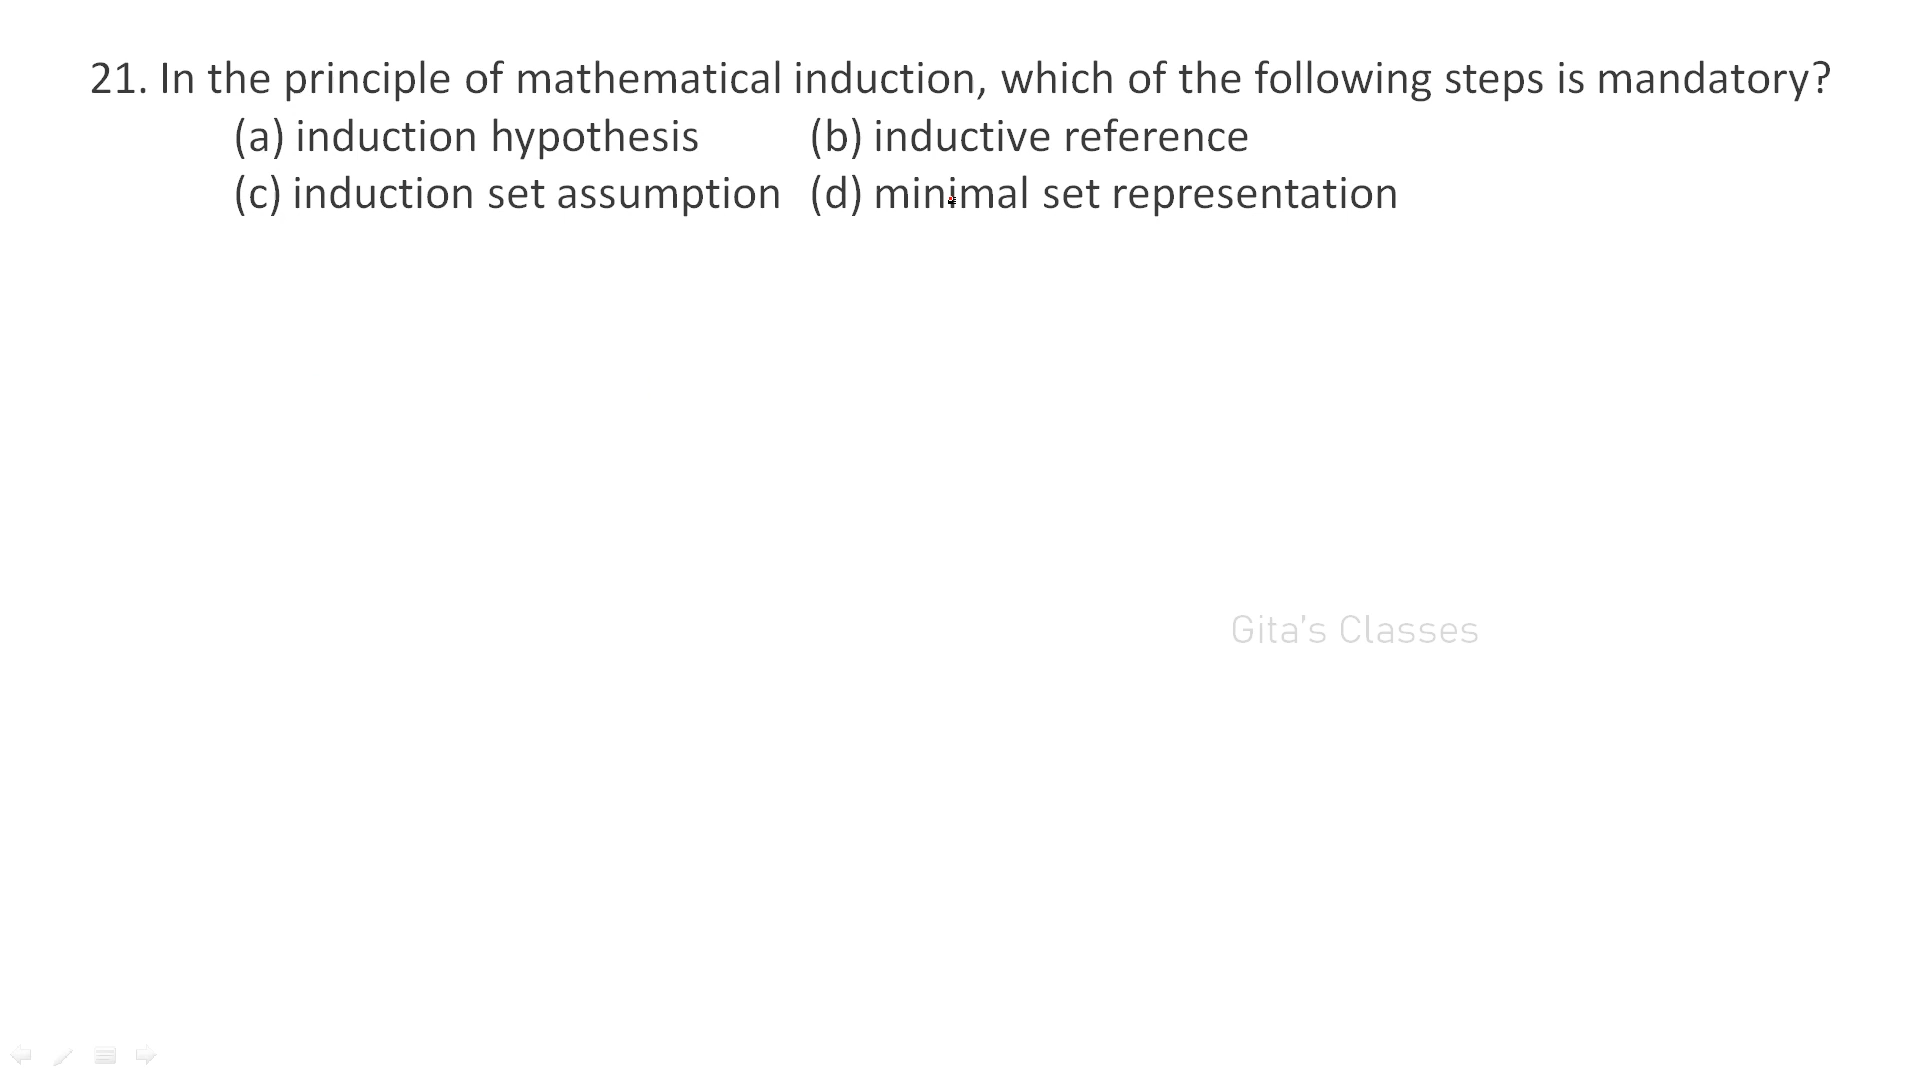 21. In the principle of mathematical induction, which of the following steps is mandatory?
(a) induction hypothesis (b) inductive reference
(c) induction set assumption (d) minimal set representation
Gita's Classes